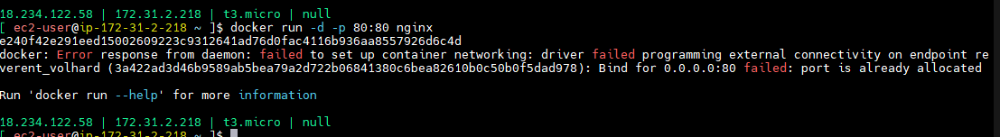 18.234.122.58 | 172.31.2.218 | t3.micro | null
[ ec2-user@ip-172-31-2-218 ~ ]$ docker run -d -p 80:80 nginx
e240f42e291eed15002609223c9312641ad76d0fac4116b936aa8557926d6c4d
docker: Error response from daemon: failed to set up container networking: driver failed programming external connectivity on endpoint re
verent_volhard (3a422ad3d46b9589ab5bea79a2d722b06841380c6bea82610b0c50b0f5dad978): Bind for 0.0.0.0:80 failed: port is already allocated
Run 'docker run --help' for more information
18.234.122.58 | 172.31.2.218 | t3.micro | null
[ ec2-user@ip-172-31-2-218 ~ ]$